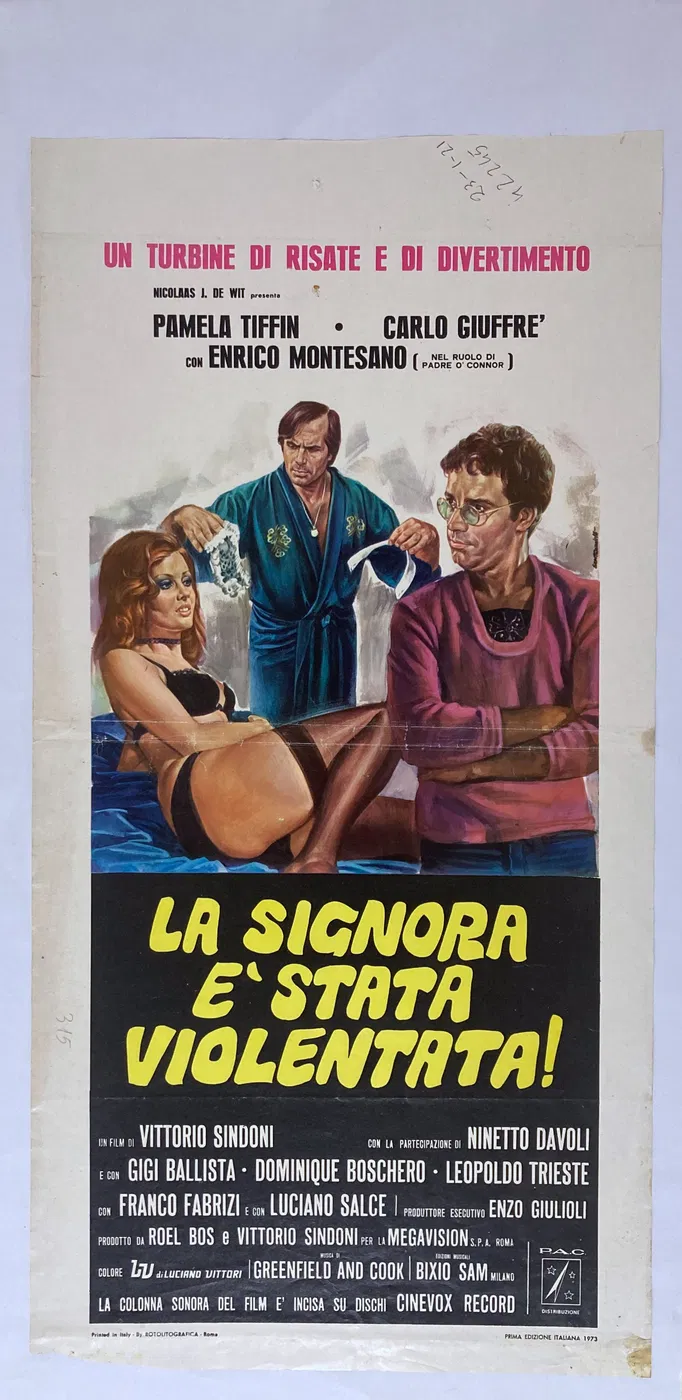 42245
23-1-21
UN TURBINE DI RISATE E DI DIVERTIMENTO
NICOLAAS J. DE WIT presenta
PAMELA TIFFIN • CARLO GIUFFRE'
CON ENRICO MONTESANO (NEL RUOLO DI PADRE O'CONNOR)
LA SIGNORA
E` STATA
VIOLENTATA!
315
UN FILM DI VITTORIO SINDONI CON LA PARTECIPAZIONE DI NINETTO DAVOLI
E CON GIGI BALLISTA · DOMINIQUE BOSCHERO · LEOPOLDO TRIESTE
CON FRANCO FABRIZI E CON LUCIANO SALCE | PRODUTTORE ESECUTIVO ENZO GIULIOLI
PRODOTTO DA ROEL BOS e VITTORIO SINDONI PER LA MEGAVISION S.P.A. ROMA
COLORE LV di LUCIANO VITTORI | MUSICA DI GREENFIELD AND COOK | EDIZIONI MUSICALI BIXIO SAM MILANO
LA COLONNA SONORA DEL FILM E' INCISA SU DISCHI CINEVOX RECORD
P.A.C
DISTRIBUZIONE
Printed in Italy - By ROTOLITOGRAFICA - Roma
PRIMA EDIZIONE ITALIANA 1973